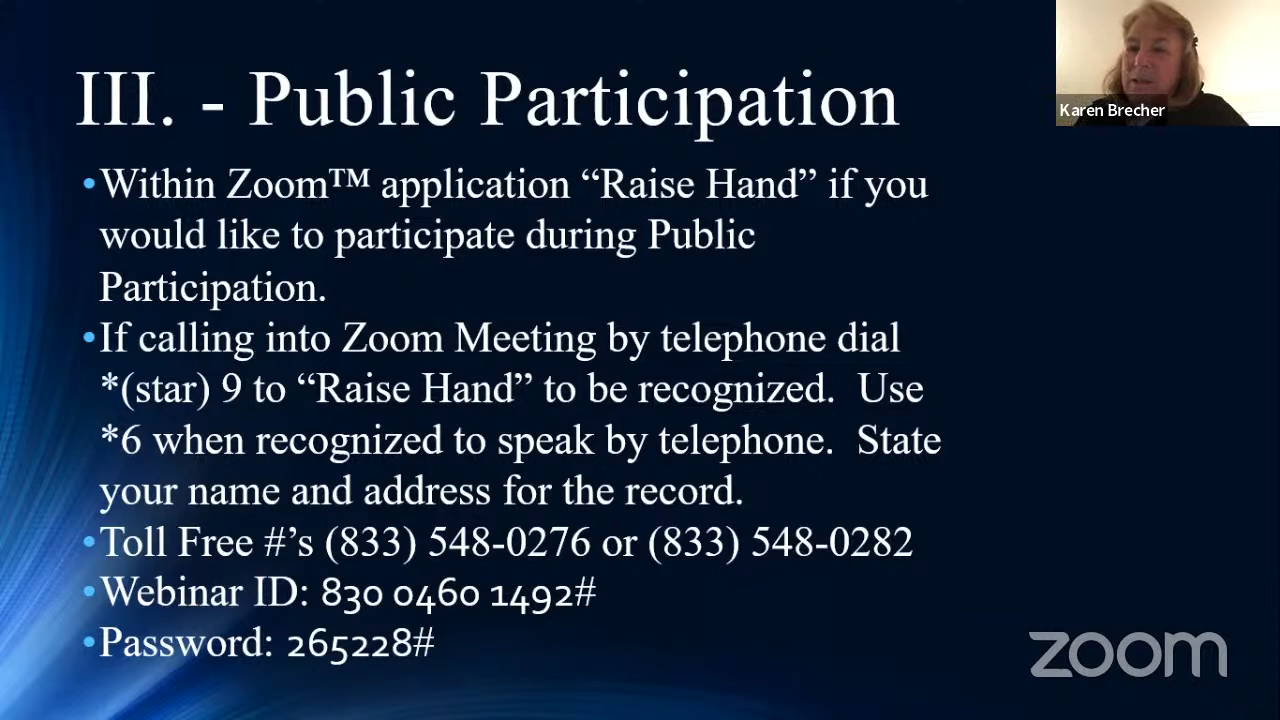 III. - Public Participation
Karen Brecher
•Within Zoom™ application “Raise Hand” if you
would like to participate during Public
Participation.
•If calling into Zoom Meeting by telephone dial
*(star) 9 to “Raise Hand” to be recognized.  Use
*6 when recognized to speak by telephone.  State
your name and address for the record.
•Toll Free #’s (833) 548-0276 or (833) 548-0282
•Webinar ID: 830 0460 1492#
•Password: 265228#
zoom